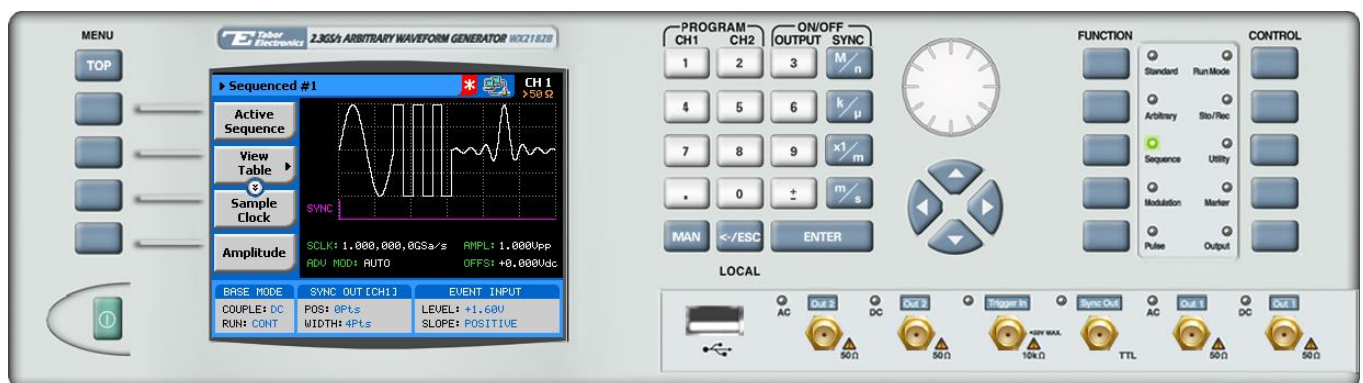 MENU
TOP
Tabor Electronics
2.3GS/s ARBITRARY WAVEFORM GENERATOR WX2182B
Sequenced #1
CH 1
>50 Ω
Active Sequence
View Table
Sample Clock
Amplitude
SYNC
SCLK: 1.000,000,0GSa/s AMPL: 1.000Vpp
ADV MOD: AUTO OFFS: +0.000Vdc
BASE MODE
COUPLE: DC
RUN: CONT
SYNC OUT [CH1]
POS: 0Pts
WIDTH: 4Pts
EVENT INPUT
LEVEL: +1.60V
SLOPE: POSITIVE
PROGRAM
CH1 CH2
ON/OFF
OUTPUT SYNC
1 2 3 M/n
4 5 6 k/µ
7 8 9 x1/m
. 0 ± m/s
MAN <-/ESC ENTER
LOCAL
FUNCTION CONTROL
Standard Run Mode
Arbitrary Sto/Rec
Sequence Utility
Modulation Marker
Pulse Output
AC Out 2 DC Out 2 Trigger In Sync Out AC Out 1 DC Out 1
50Ω 50Ω +20V MAX. 10kΩ TTL 50Ω 50Ω